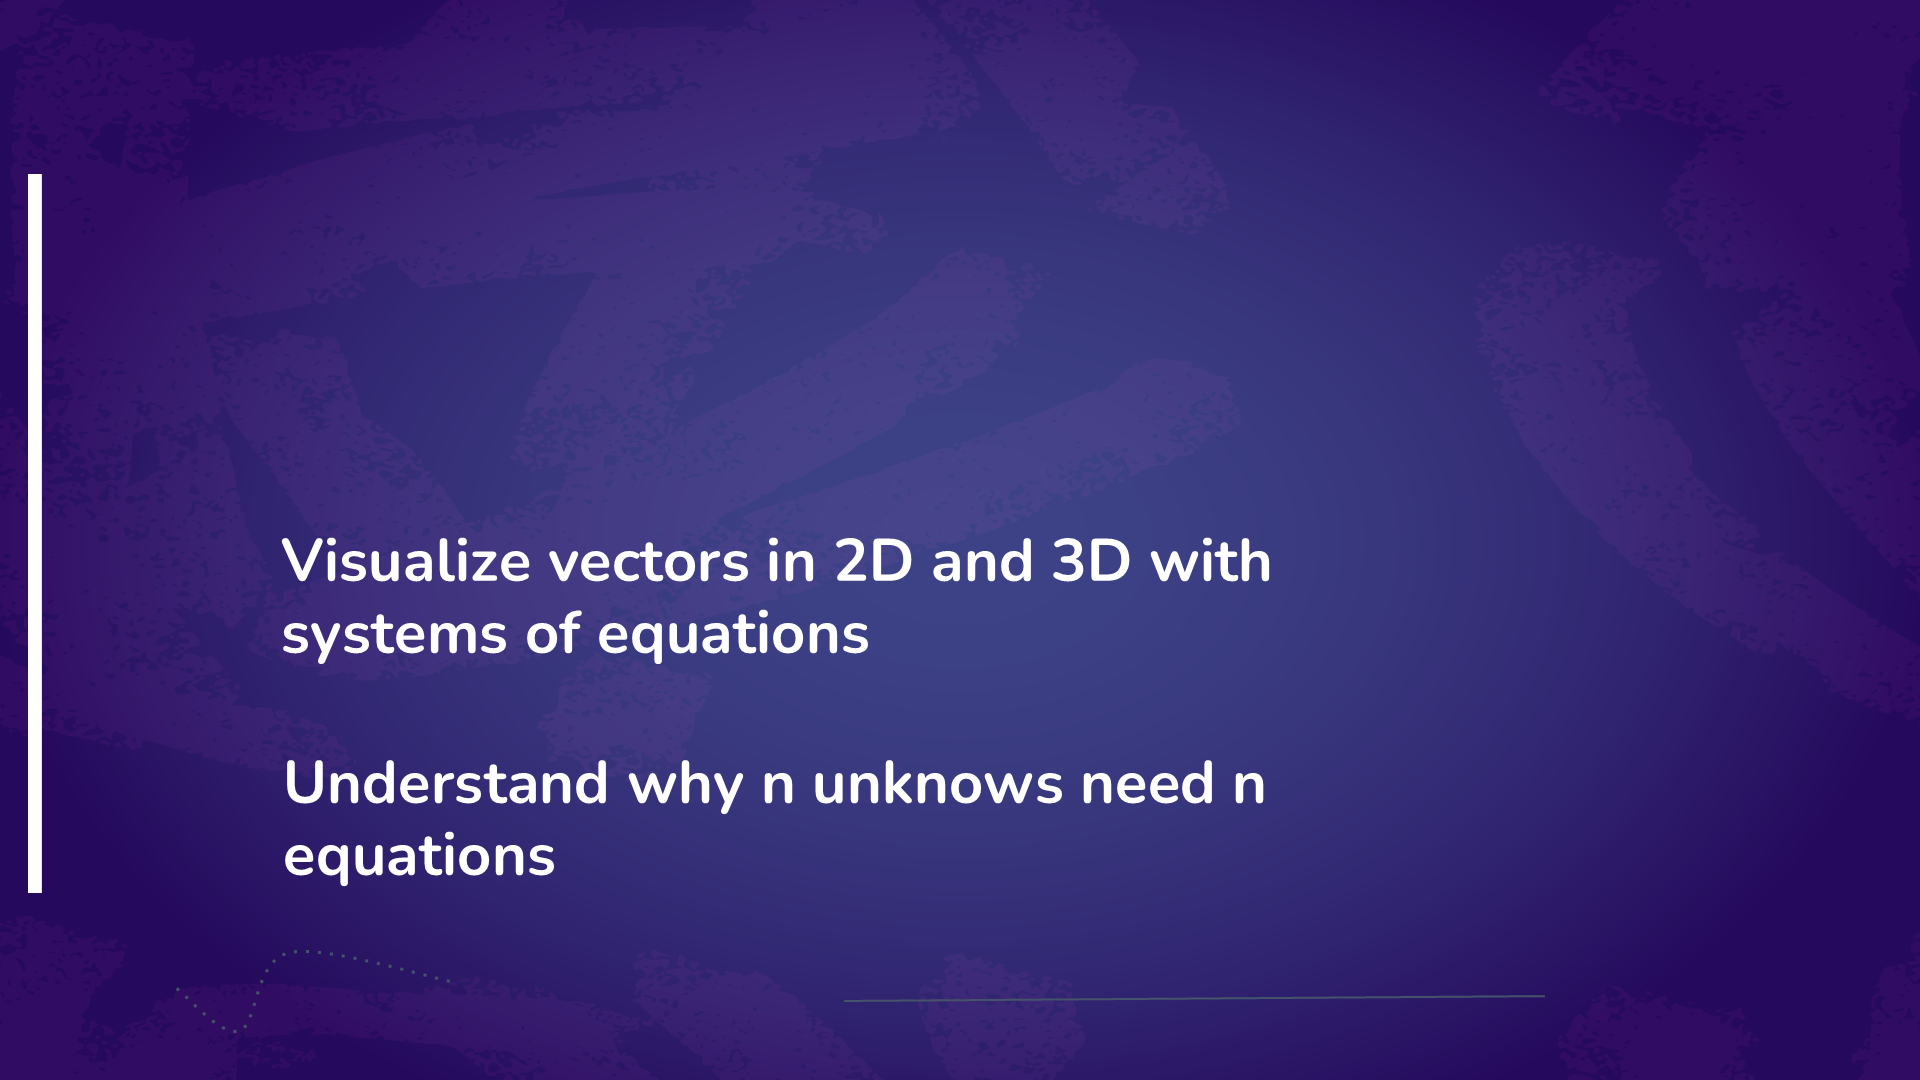 Visualize vectors in 2D and 3D with
systems of equations
Understand why n unknows need n
equations